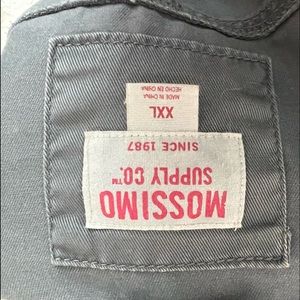 MOSSIMO
SUPPLY CO.™
SINCE 1987
XXL
MADE IN CHINA
HECHO EN CHINA